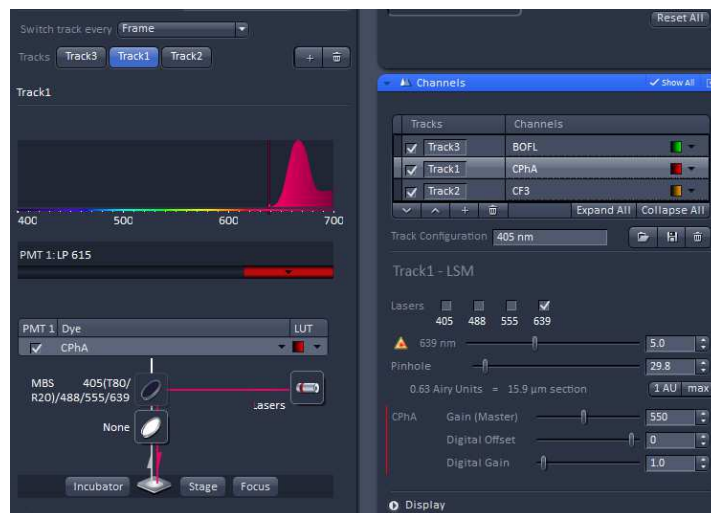 Switch track every Frame
Tracks Track3 Track1 Track2 +
Track1
400 500 600 700
PMT 1: LP 615
PMT 1 Dye LUT
CPhA
MBS 405(T80/
R20)/488/555/639
Lasers
None
Incubator Stage Focus
Reset All
Channels Show All
Tracks Channels
Track3 BOFL
Track1 CPhA
Track2 CF3
+ Expand All Collapse All
Track Configuration 405 nm
Track1 - LSM
Lasers
405 488 555 639
639 nm 5.0
Pinhole 29.8
0.63 Airy Units = 15.9 µm section 1 AU max
CPhA Gain (Master) 550
Digital Offset 0
Digital Gain 1.0
Display